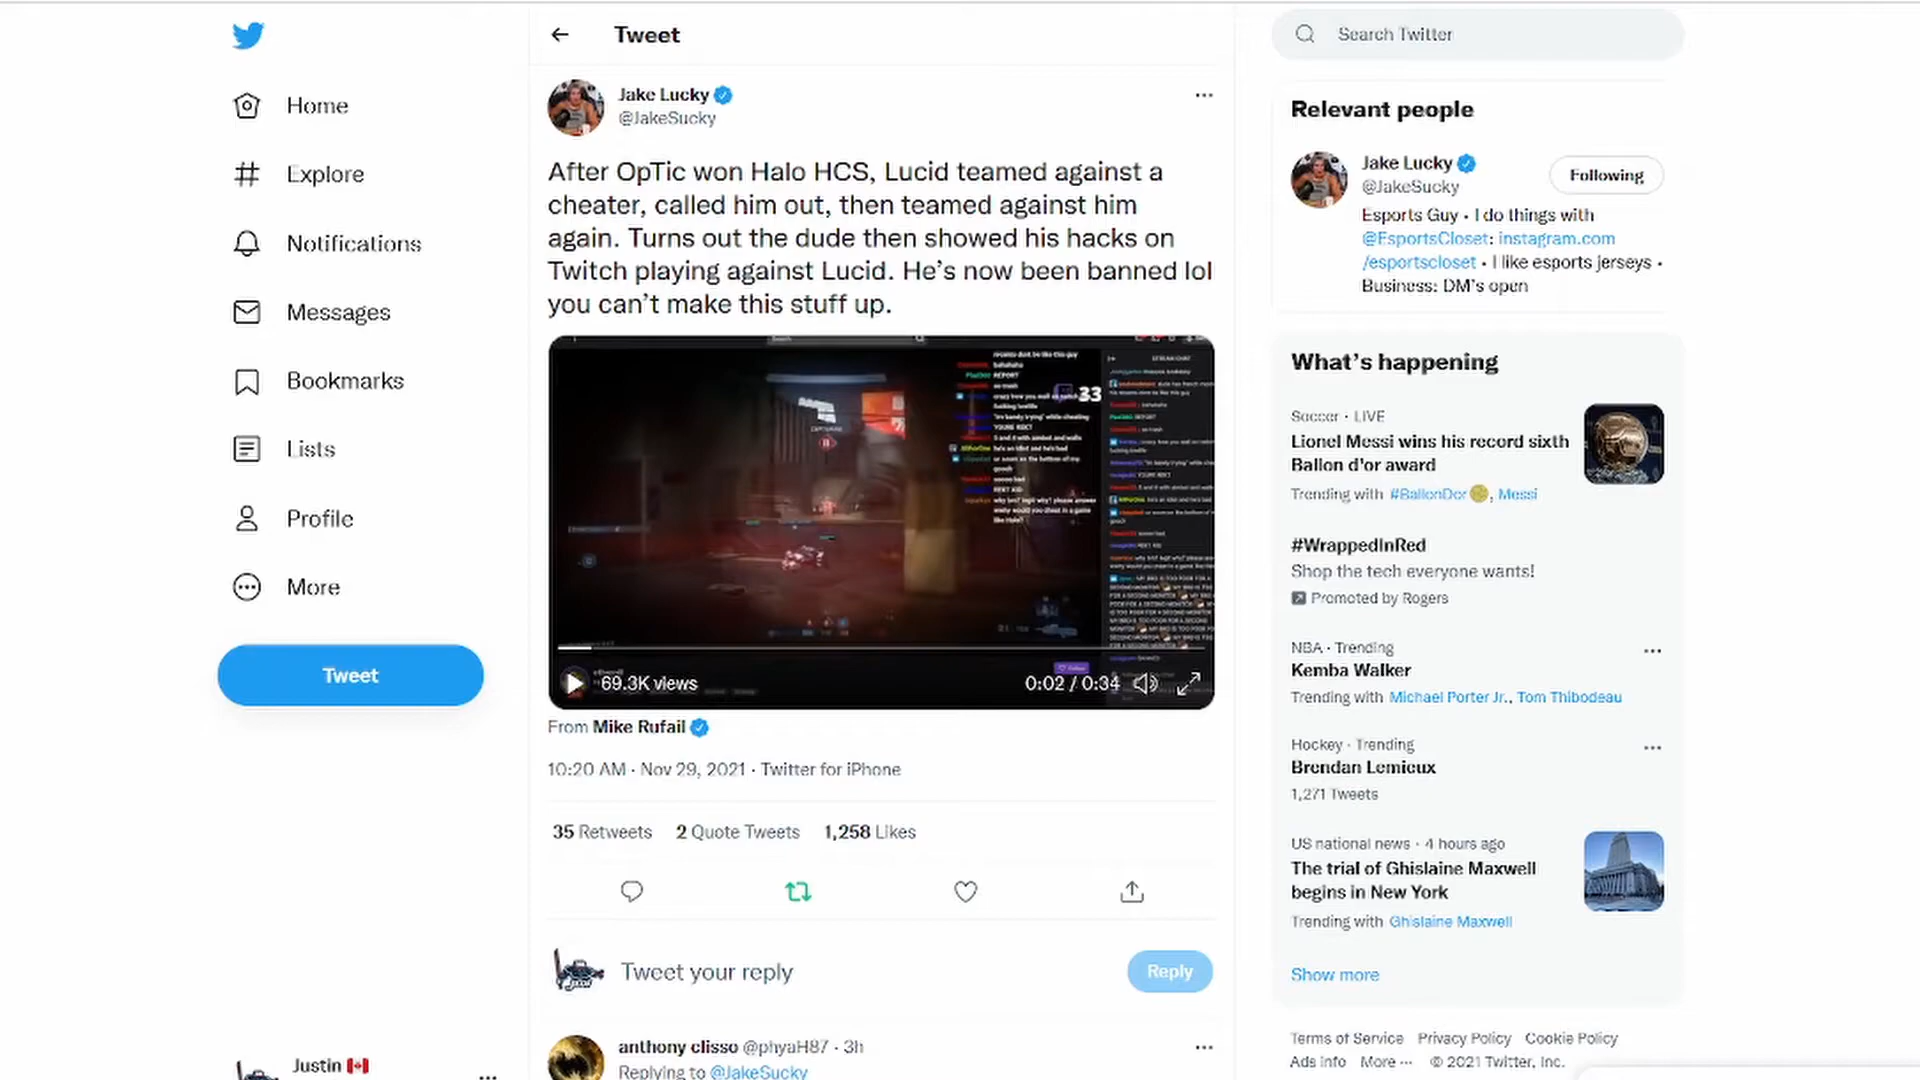 Tweet
Search Twitter
Home
Explore
Notifications
Messages
Bookmarks
Lists
Profile
More
Tweet
Justin
Jake Lucky
@JakeSucky
After OpTic won Halo HCS, Lucid teamed against a
cheater, called him out, then teamed against him
again. Turns out the dude then showed his hacks on
Twitch playing against Lucid. He's now been banned lol
you can't make this stuff up.
Search
STREAM CHAT
33
REPORT
69.3K views
0:02 / 0:34
From Mike Rufail
10:20 AM · Nov 29, 2021 · Twitter for iPhone
35 Retweets 2 Quote Tweets 1,258 Likes
Tweet your reply
Reply
anthony clisso @phyaH87 · 3h
Replying to @JakeSucky
Relevant people
Jake Lucky
@JakeSucky
Following
Esports Guy • I do things with
@EsportsCloset: instagram.com
/esportscloset • I like esports jerseys •
Business: DM's open
What's happening
Soccer · LIVE
Lionel Messi wins his record sixth
Ballon d'or award
Trending with #BallonDor, Messi
#WrappedInRed
Shop the tech everyone wants!
Promoted by Rogers
NBA · Trending
Kemba Walker
Trending with Michael Porter Jr., Tom Thibodeau
Hockey · Trending
Brendan Lemieux
1,271 Tweets
US national news · 4 hours ago
The trial of Ghislaine Maxwell
begins in New York
Trending with Ghislaine Maxwell
Show more
Terms of Service Privacy Policy Cookie Policy
Ads info More ··· © 2021 Twitter, Inc.